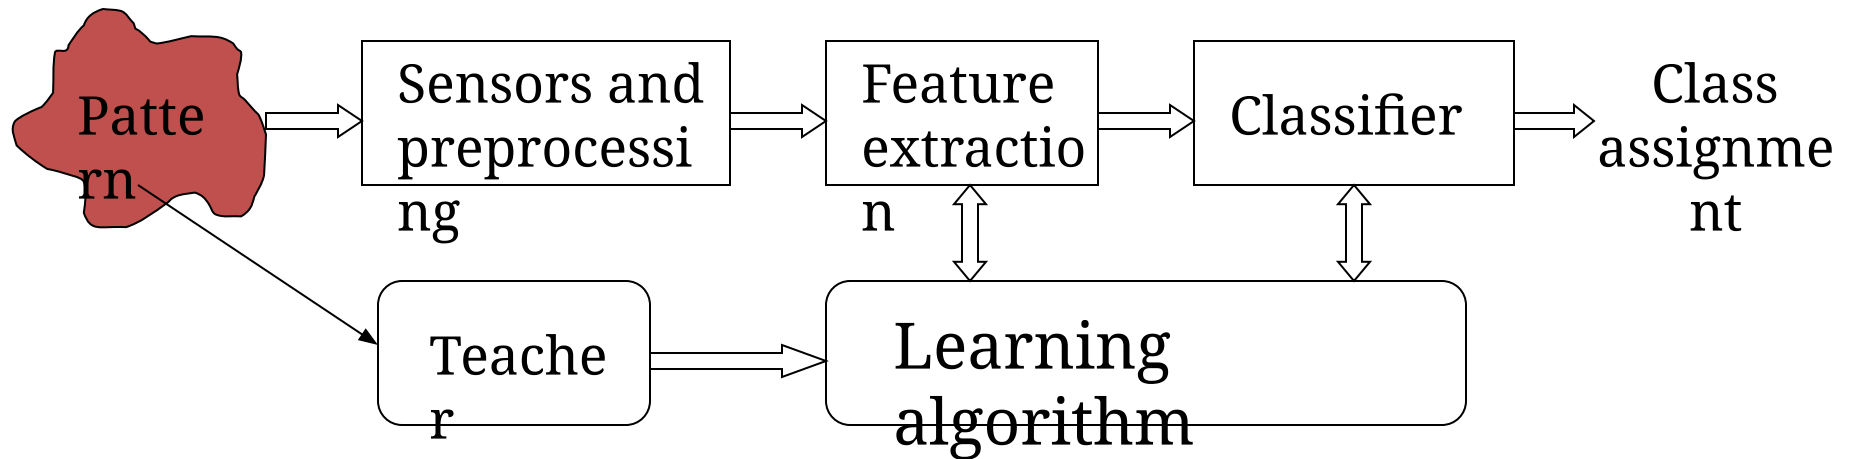 Patte
rn
Sensors and
preprocessi
ng
Feature
extractio
n
Classifier
Class
assignme
nt
Teache
r
Learning
algorithm